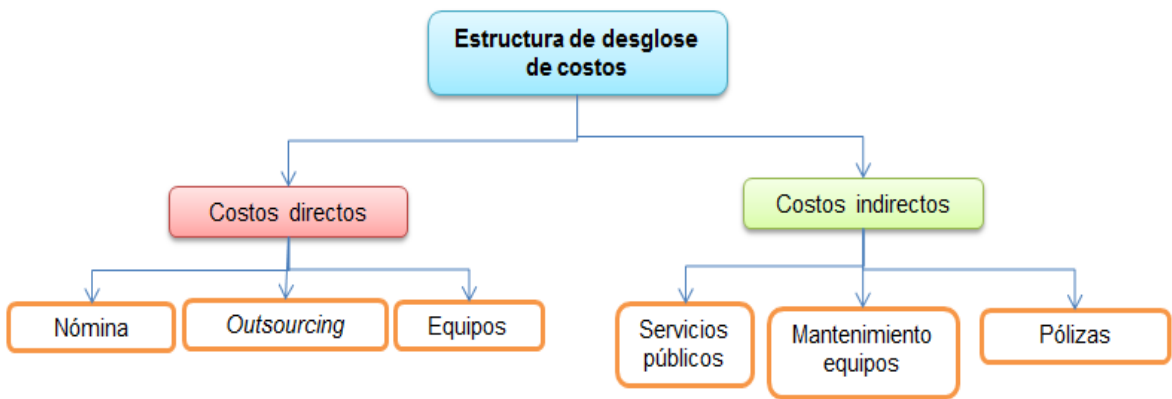 Estructura de desglose
de costos
Costos directos
Costos indirectos
Nómina
Outsourcing
Equipos
Servicios
públicos
Mantenimiento
equipos
Pólizas